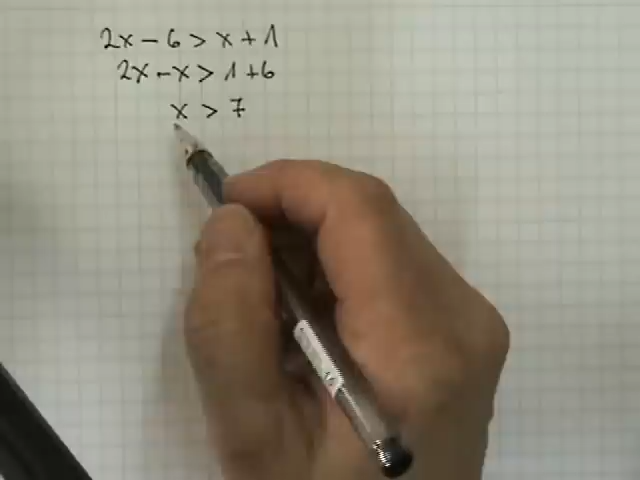 2x - 6 > x + 1
2x - x > 1 + 6
x > 7